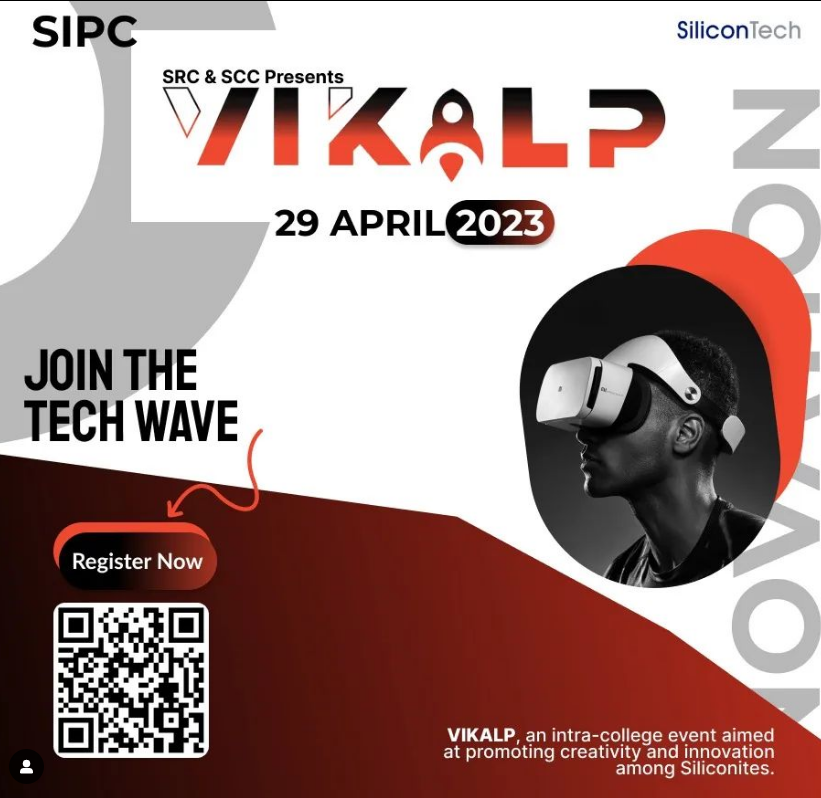 SIPC
SiliconTech
SRC & SCC Presents
VIKALP
29 APRIL 2023
JOIN THE
TECH WAVE
Register Now
VIKALP, an intra-college event aimed
at promoting creativity and innovation
among Siliconites.